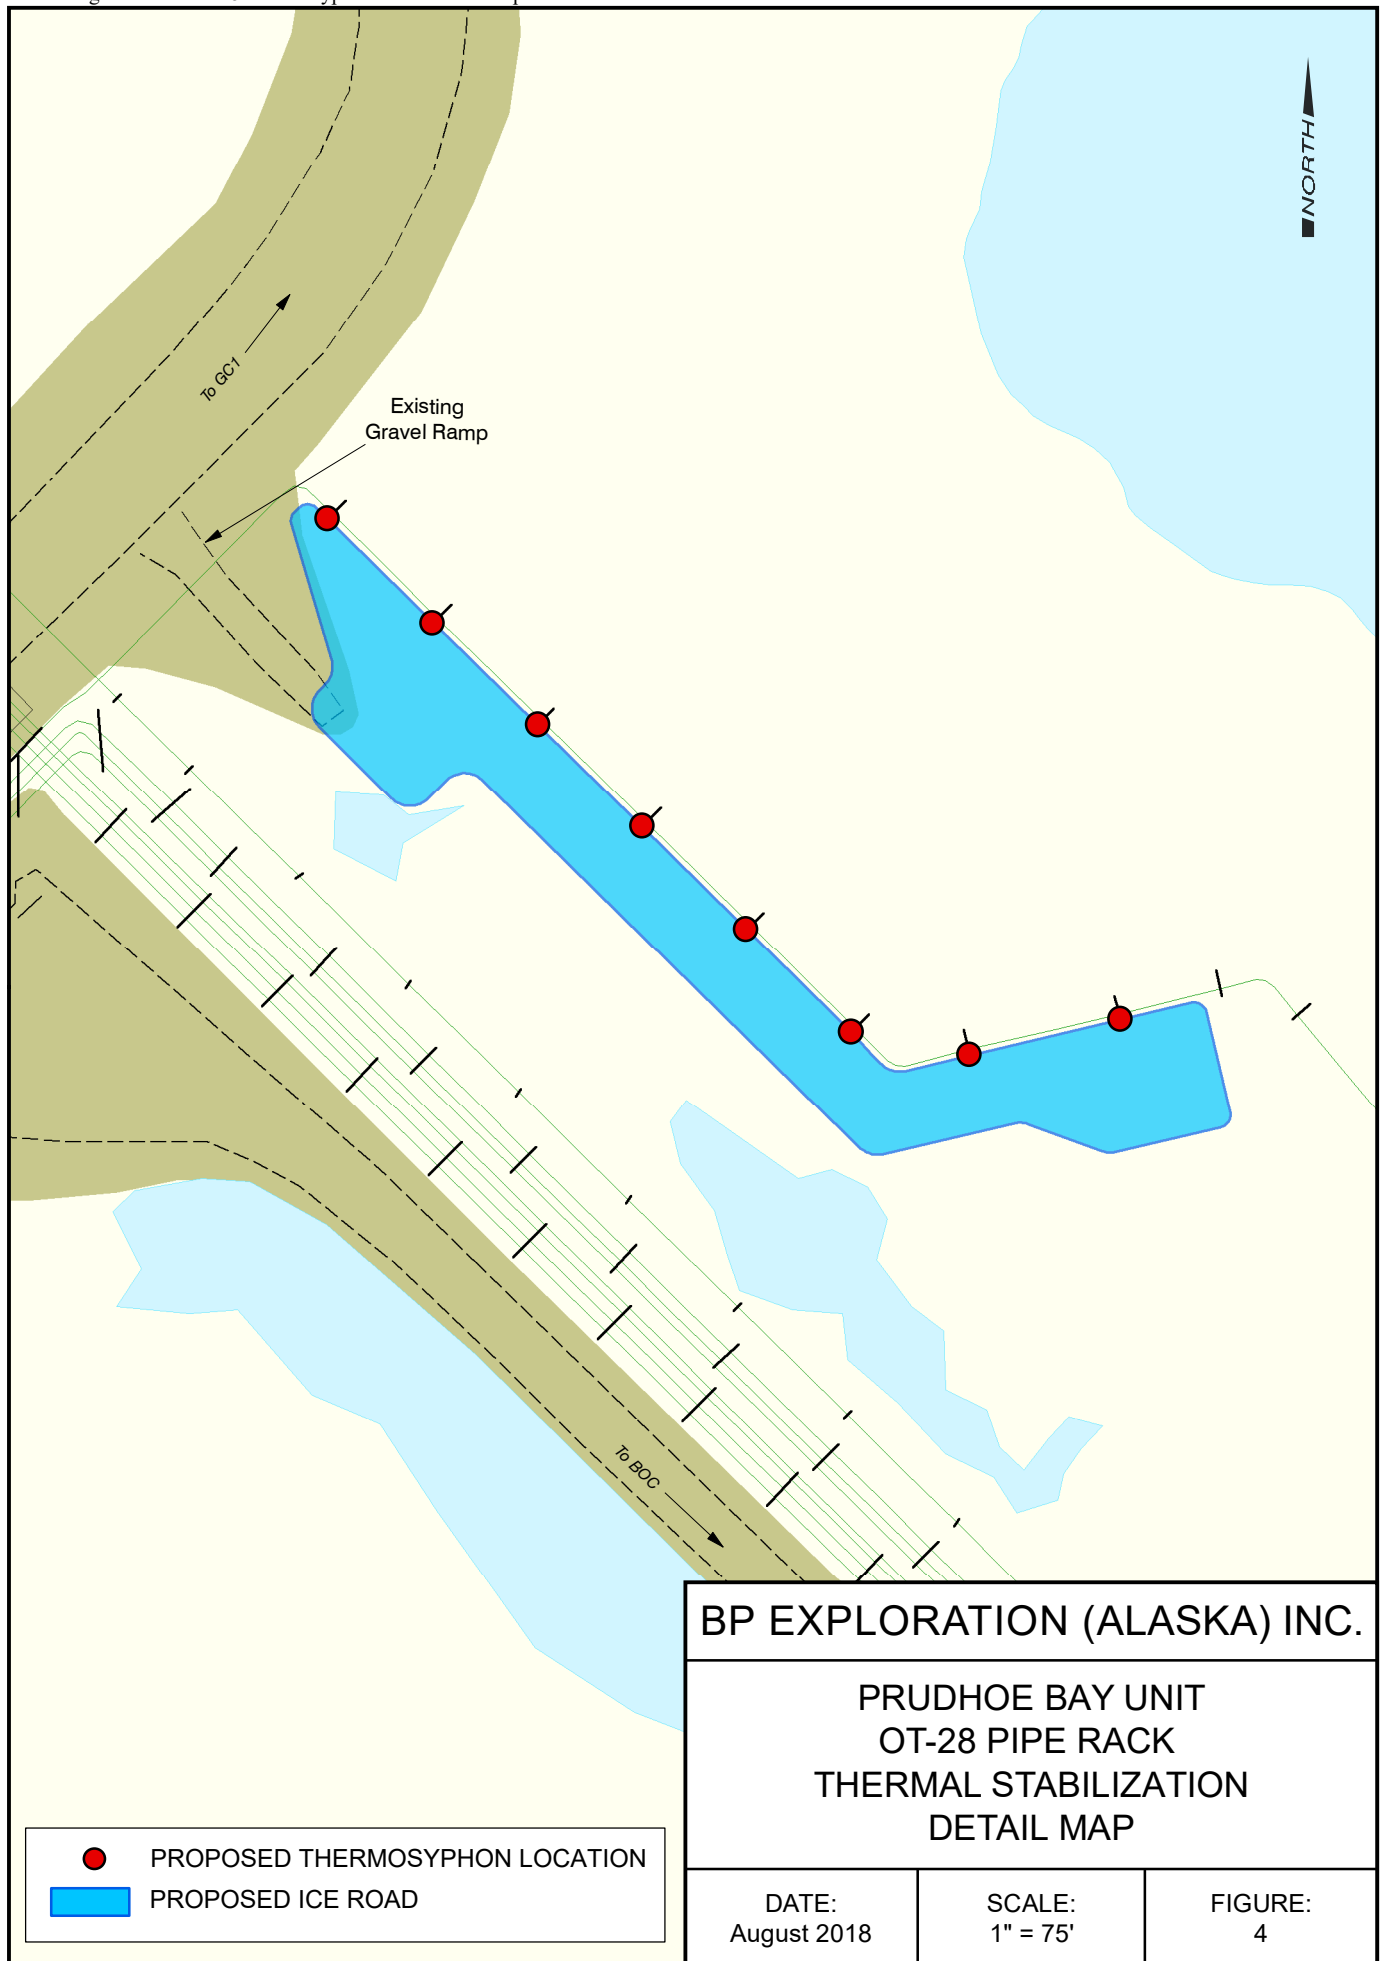 NORTH
To GC1
Existing
Gravel Ramp
To BOC
BP EXPLORATION (ALASKA) INC.
PRUDHOE BAY UNIT
OT-28 PIPE RACK
THERMAL STABILIZATION
DETAIL MAP
PROPOSED THERMOSYPHON LOCATION
PROPOSED ICE ROAD
DATE:
August 2018
SCALE:
1" = 75'
FIGURE:
4